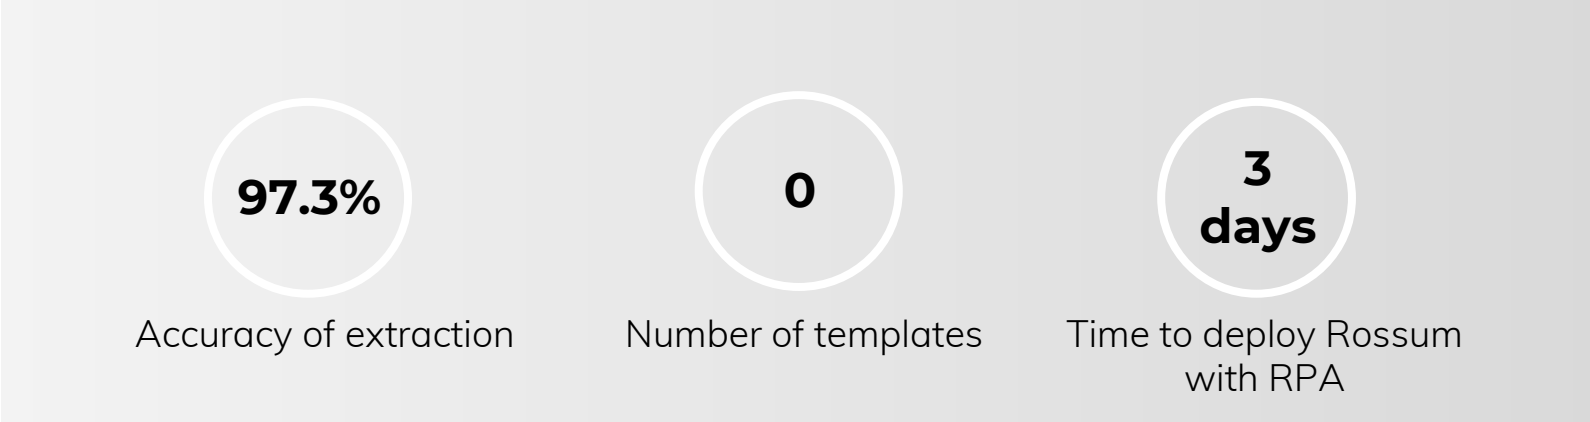 97.3%
Accuracy of extraction
0
Number of templates
3
days
Time to deploy Rossum
with RPA